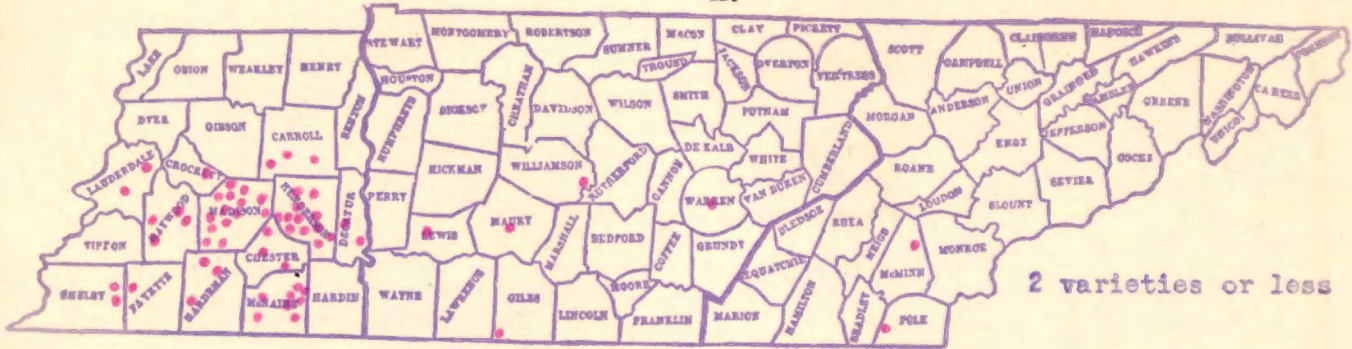 STEWART MONTGOMERY ROBERTSON SUMNER MACON CLAY PICKETT SCOTT CLAIBORNE HANCOCK HAWKINS SULLIVAN JOHNSON
LAKE OBION WEAKLEY HENRY HOUSTON CHEATHAM TROUSDALE JACKSON OVERTON FENTRESS CAMPBELL UNION GRAINGER HAMBLEN GREENE WASHINGTON UNICOI CARTER
DYER GIBSON CARROLL BENTON HUMPHREYS DICKSON DAVIDSON WILSON SMITH PUTNAM MORGAN ANDERSON KNOX JEFFERSON COCKE
LAUDERDALE CROCKETT HICKMAN WILLIAMSON RUTHERFORD CANNON DE KALB WHITE CUMBERLAND ROANE LOUDON SEVIER
TIPTON HAYWOOD MADISON HENDERSON DECATUR PERRY LEWIS MAURY MARSHALL BEDFORD COFFEE WARREN VAN BUREN BLEDSOE RHEA MEIGS BLOUNT
CHESTER GRUNDY SEQUATCHIE McMINN MONROE
SHELBY FAYETTE HARDEMAN McNAIRY HARDIN WAYNE LAWRENCE GILES LINCOLN MOORE FRANKLIN MARION HAMILTON BRADLEY POLK
2 varieties or less